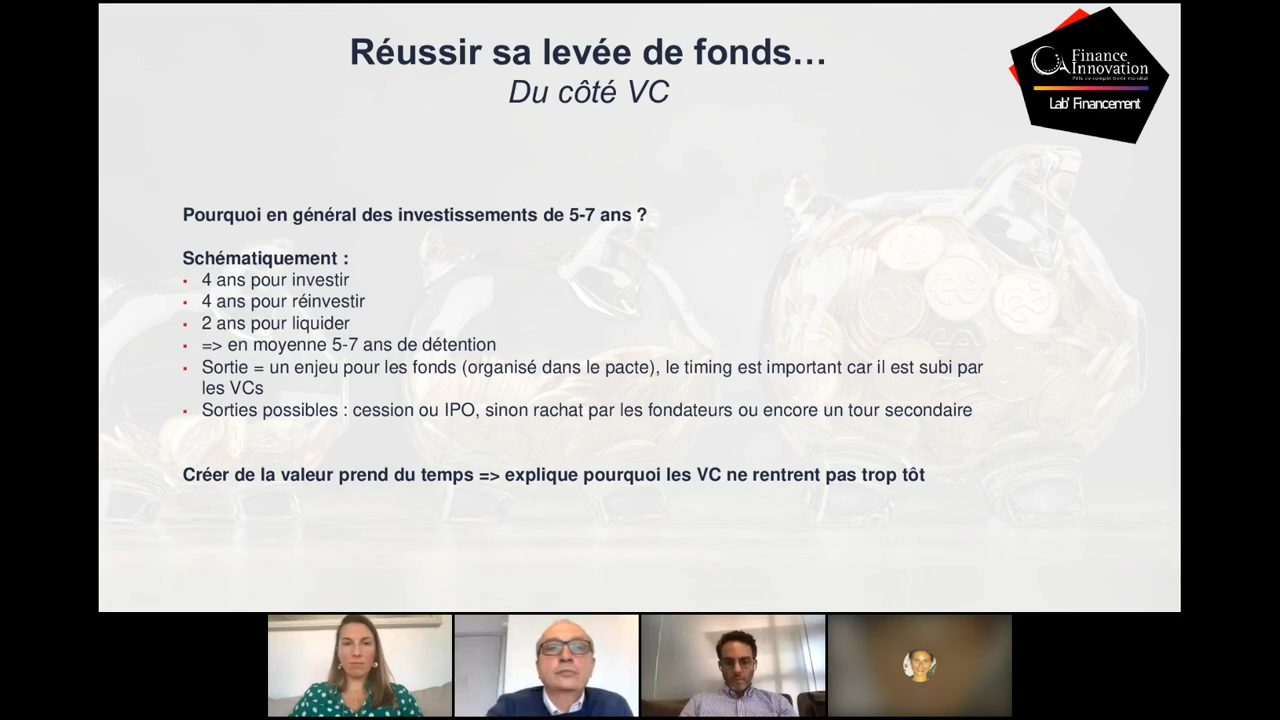 Réussir sa levée de fonds…
Du côté VC
Finance
Innovation
Pôle de compétitivité mondial
Lab' Financement
Pourquoi en général des investissements de 5-7 ans ?
Schématiquement :
4 ans pour investir
4 ans pour réinvestir
2 ans pour liquider
=> en moyenne 5-7 ans de détention
Sortie = un enjeu pour les fonds (organisé dans le pacte), le timing est important car il est subi par
les VCs
Sorties possibles : cession ou IPO, sinon rachat par les fondateurs ou encore un tour secondaire
Créer de la valeur prend du temps => explique pourquoi les VC ne rentrent pas trop tôt